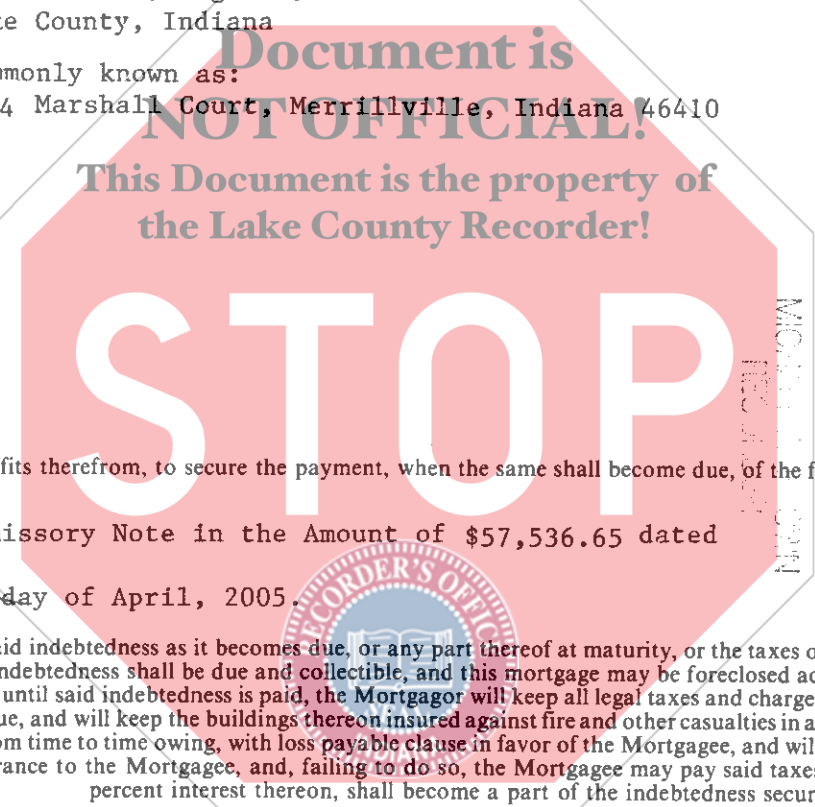 County, Indiana
known as:
4 Marshall Court, Merrillville, Indiana 46410
Document is
NOT OFFICIAL!
This Document is the property of
the Lake County Recorder!
STOP
fits therefrom, to secure the payment, when the same shall become due, of the f
issory Note in the Amount of $57,536.65 dated
day of April, 2005.
RECORDER'S OFFIC
id indebtedness as it becomes due, or any part thereof at maturity, or the taxes o
indebtedness shall be due and collectible, and this mortgage may be foreclosed ac
until said indebtedness is paid, the Mortgagor will keep all legal taxes and charge
ue, and will keep the buildings thereon insured against fire and other casualties in a
om time to time owing, with loss payable clause in favor of the Mortgagee, and wil
rance to the Mortgagee, and, failing to do so, the Mortgagee may pay said taxes
percent interest thereon, shall become a part of the indebtedness secur